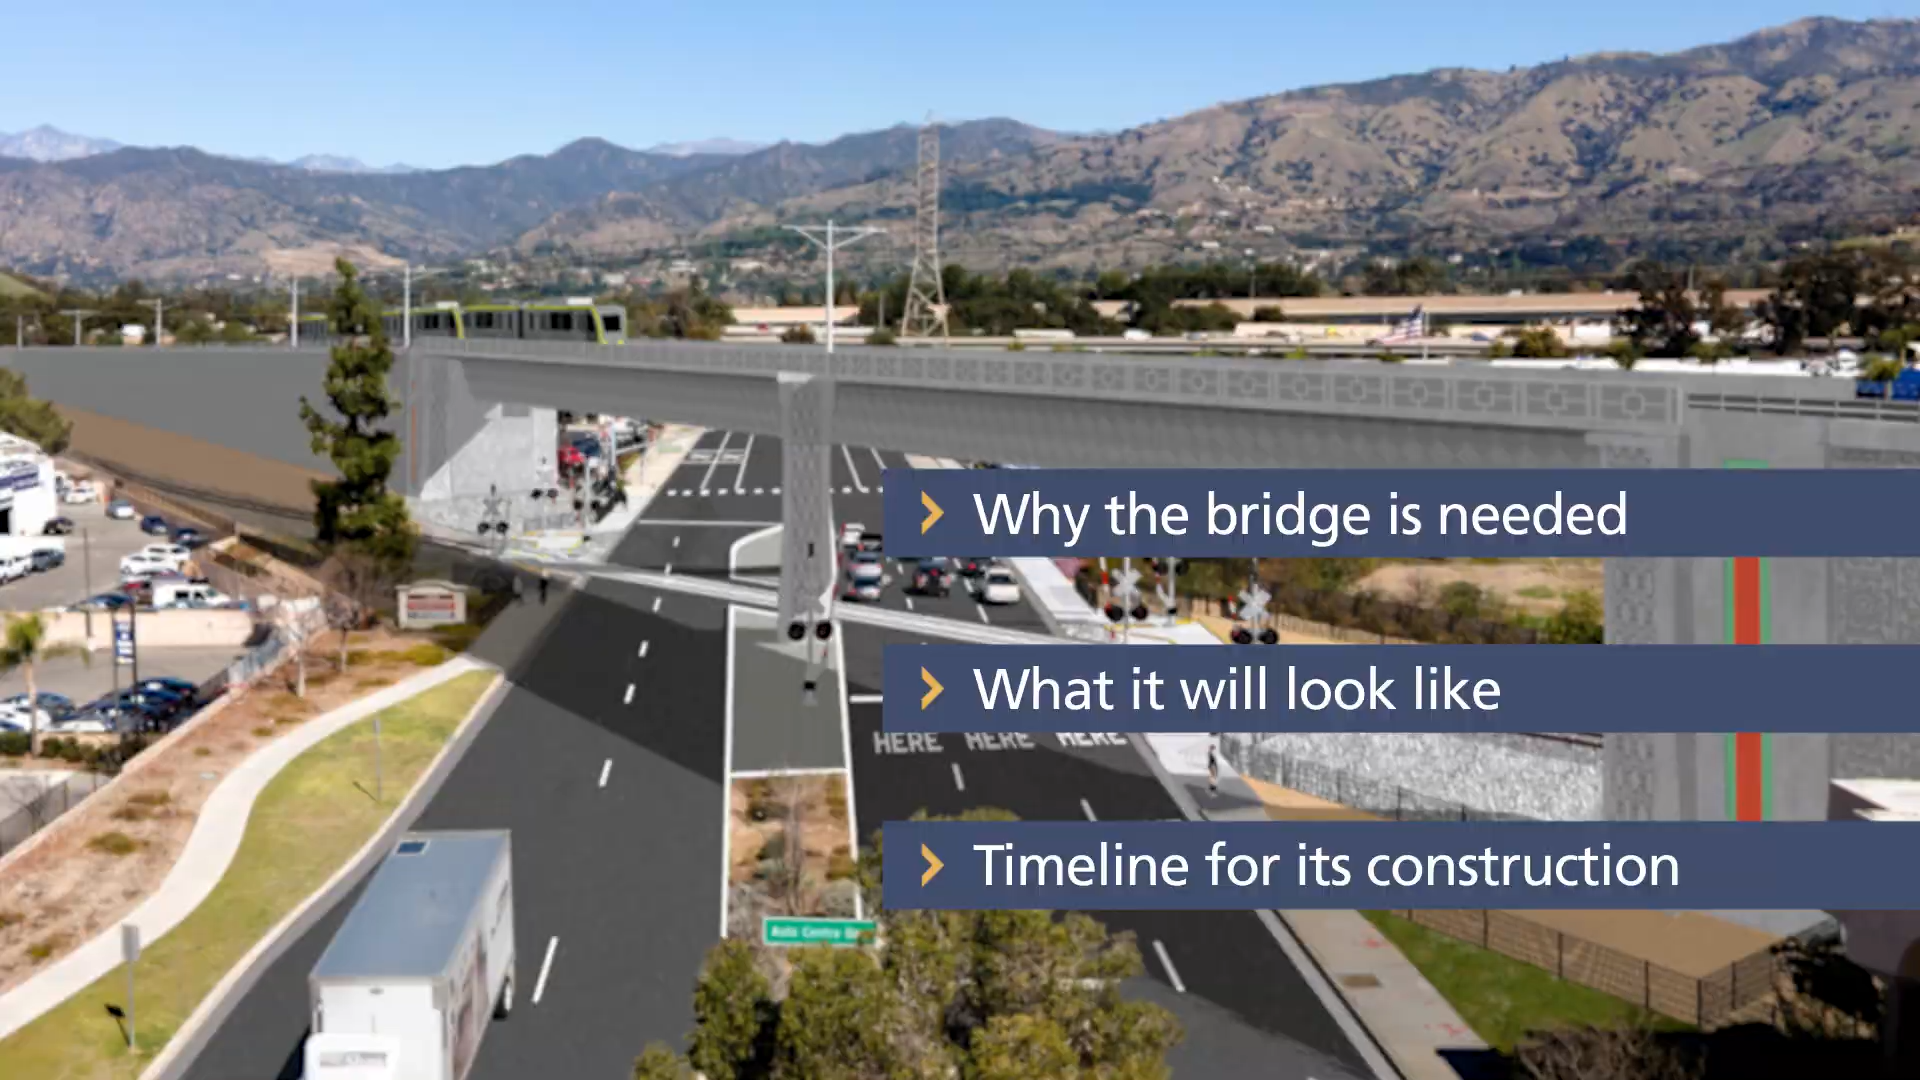 Why the bridge is needed
What it will look like
HERE HERE HERE
Timeline for its construction